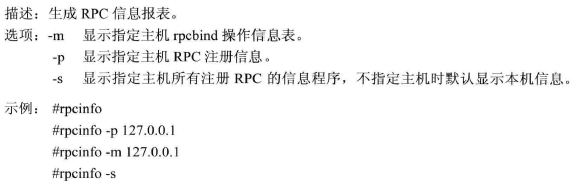 描述：生成 RPC 信息报表。
选项：-m 显示指定主机 rpcbind 操作信息表。
-p 显示指定主机 RPC 注册信息。
-s 显示指定主机所有注册 RPC 的信息程序，不指定主机时默认显示本机信息。
示例：#rpcinfo
#rpcinfo -p 127.0.0.1
#rpcinfo -m 127.0.0.1
#rpcinfo -s